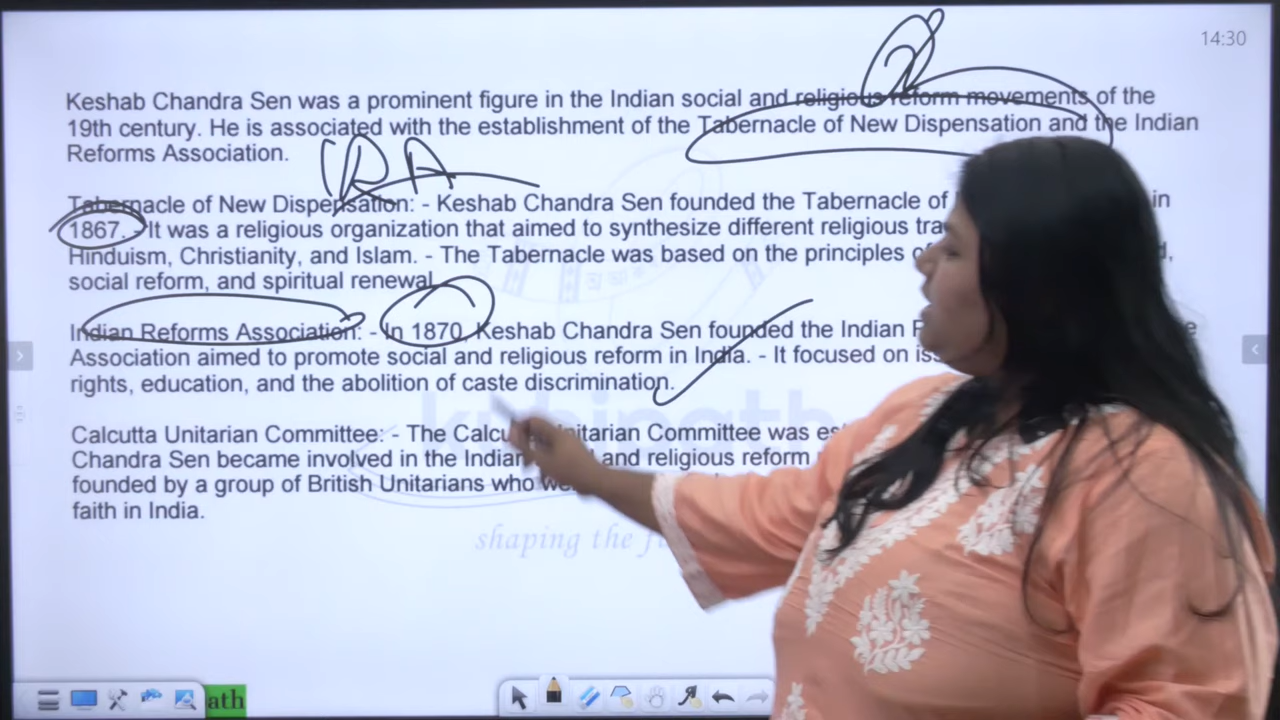 14:30
Keshab Chandra Sen was a prominent figure in the Indian social and religious reform movements of the
19th century. He is associated with the establishment of the Tabernacle of New Dispensation and the Indian
Reforms Association.
IRA
Tabernacle of New Dispensation: - Keshab Chandra Sen founded the Tabernacle of in
1867. - It was a religious organization that aimed to synthesize different religious
Hinduism, Christianity, and Islam. - The Tabernacle was based on the principles
social reform, and spiritual renewal
Indian Reforms Association: - In 1870, Keshab Chandra Sen founded the Indian
Association aimed to promote social and religious reform in India. - It focused on
rights, education, and the abolition of caste discrimination.
Calcutta Unitarian Committee: - The Unitarian Committee was
Chandra Sen became involved in the Indian and religious reform
founded by a group of British Unitarians who
faith in India.
shaping the
ath